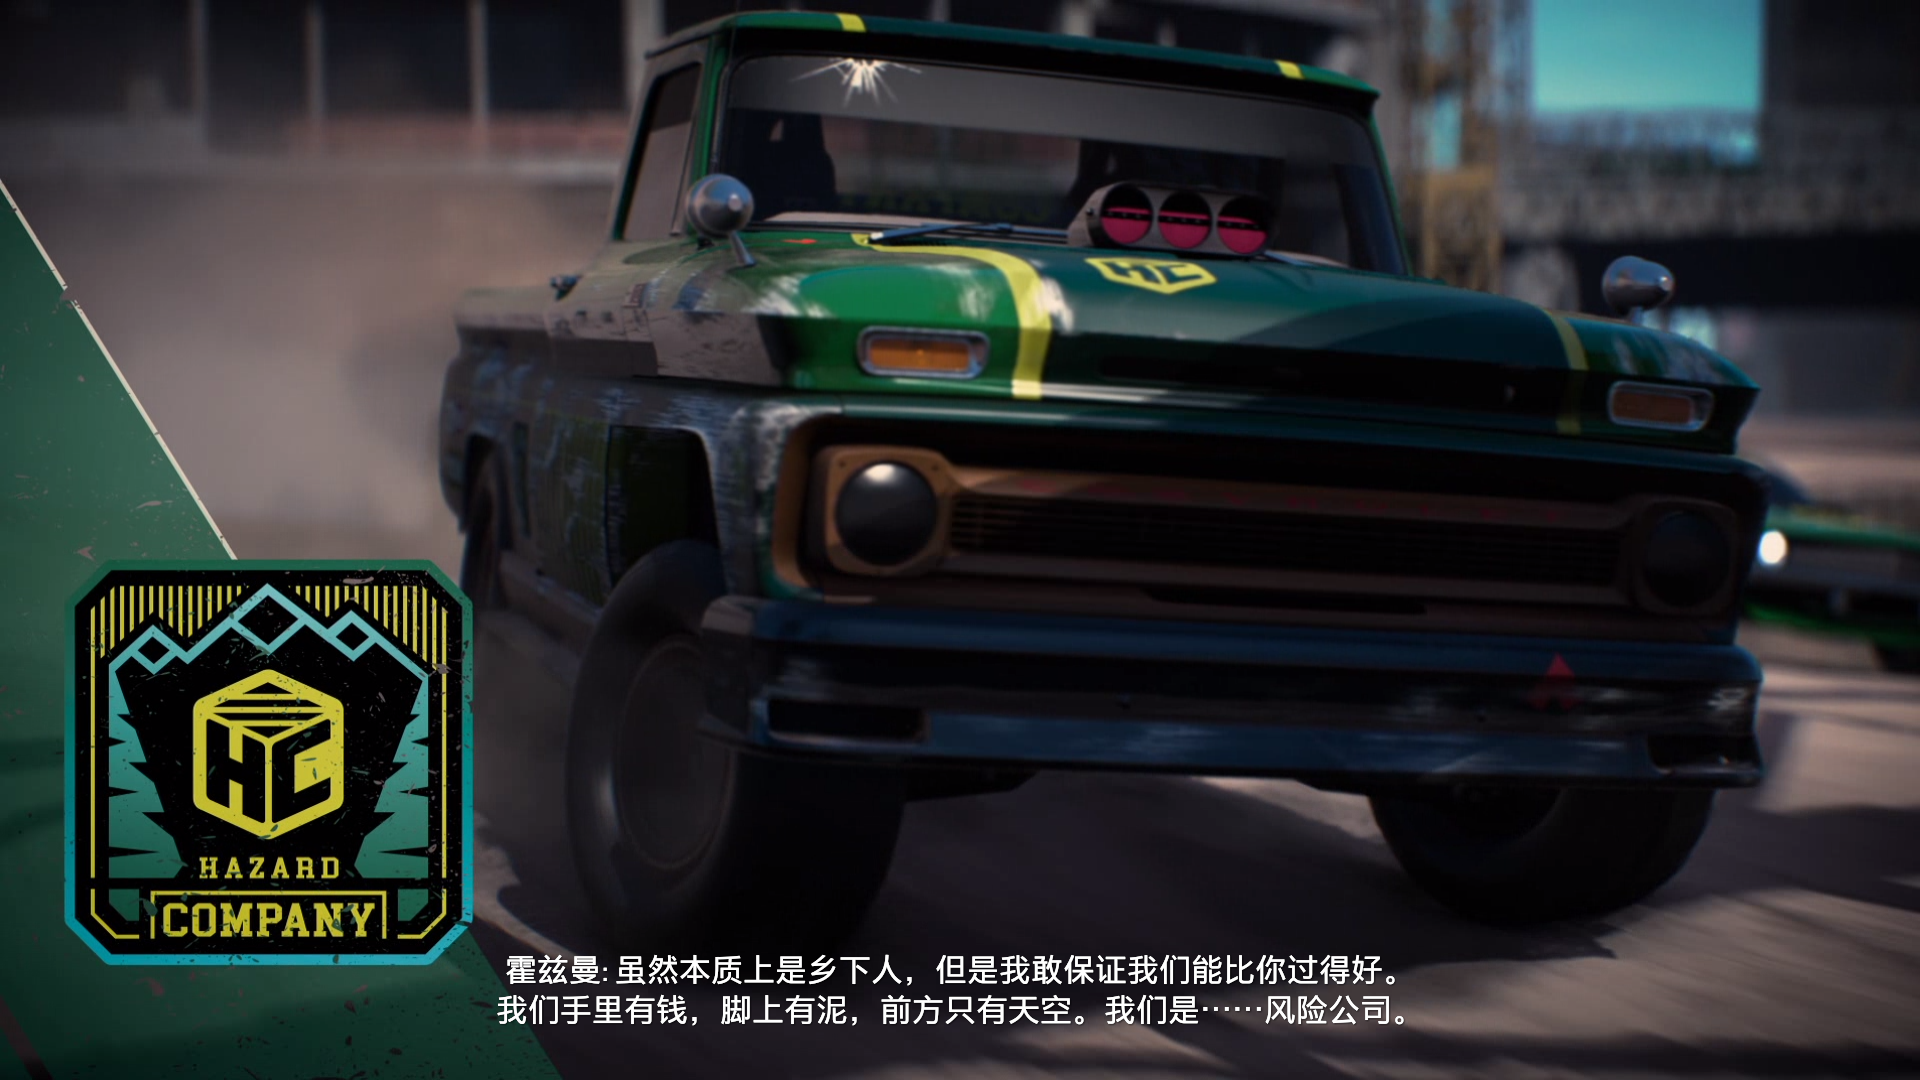 HC
HC
HAZARD
COMPANY
霍兹曼: 虽然本质上是乡下人，但是我敢保证我们能比你过得好。
我们手里有钱，脚上有泥，前方只有天空。我们是……风险公司。